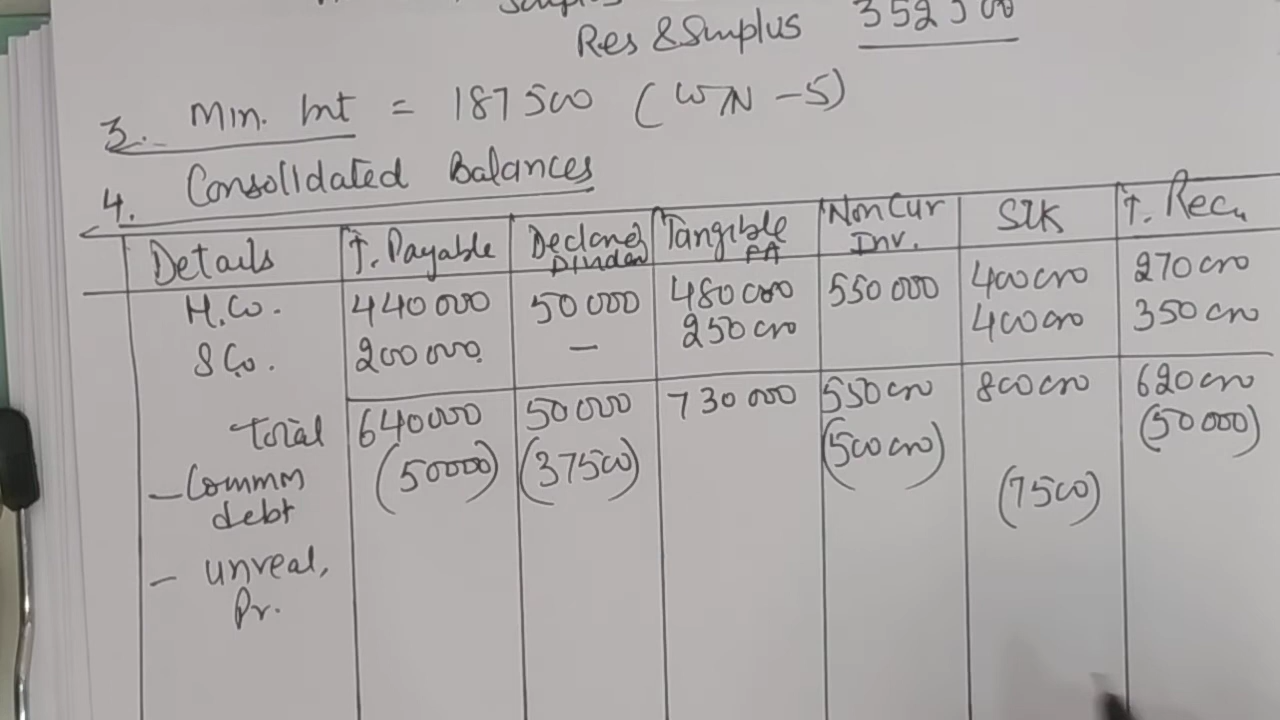 Res & Surplus 352500
3. Min. Int = 187500 (WN-5)
4. Consolidated Balances
Details T. Payable Declared Dividend Tangible FA Non Cur Inv. Stk T. Rec.
H.Co. 440000 50000 480000 550000 400000 270000
S Co. 200000 — 250000 400000 350000
Total 640000 50000 730000 550000 800000 620000
- Common debt (50000) (37500) (500000) (7500) (50000)
- Unreal. Pr.